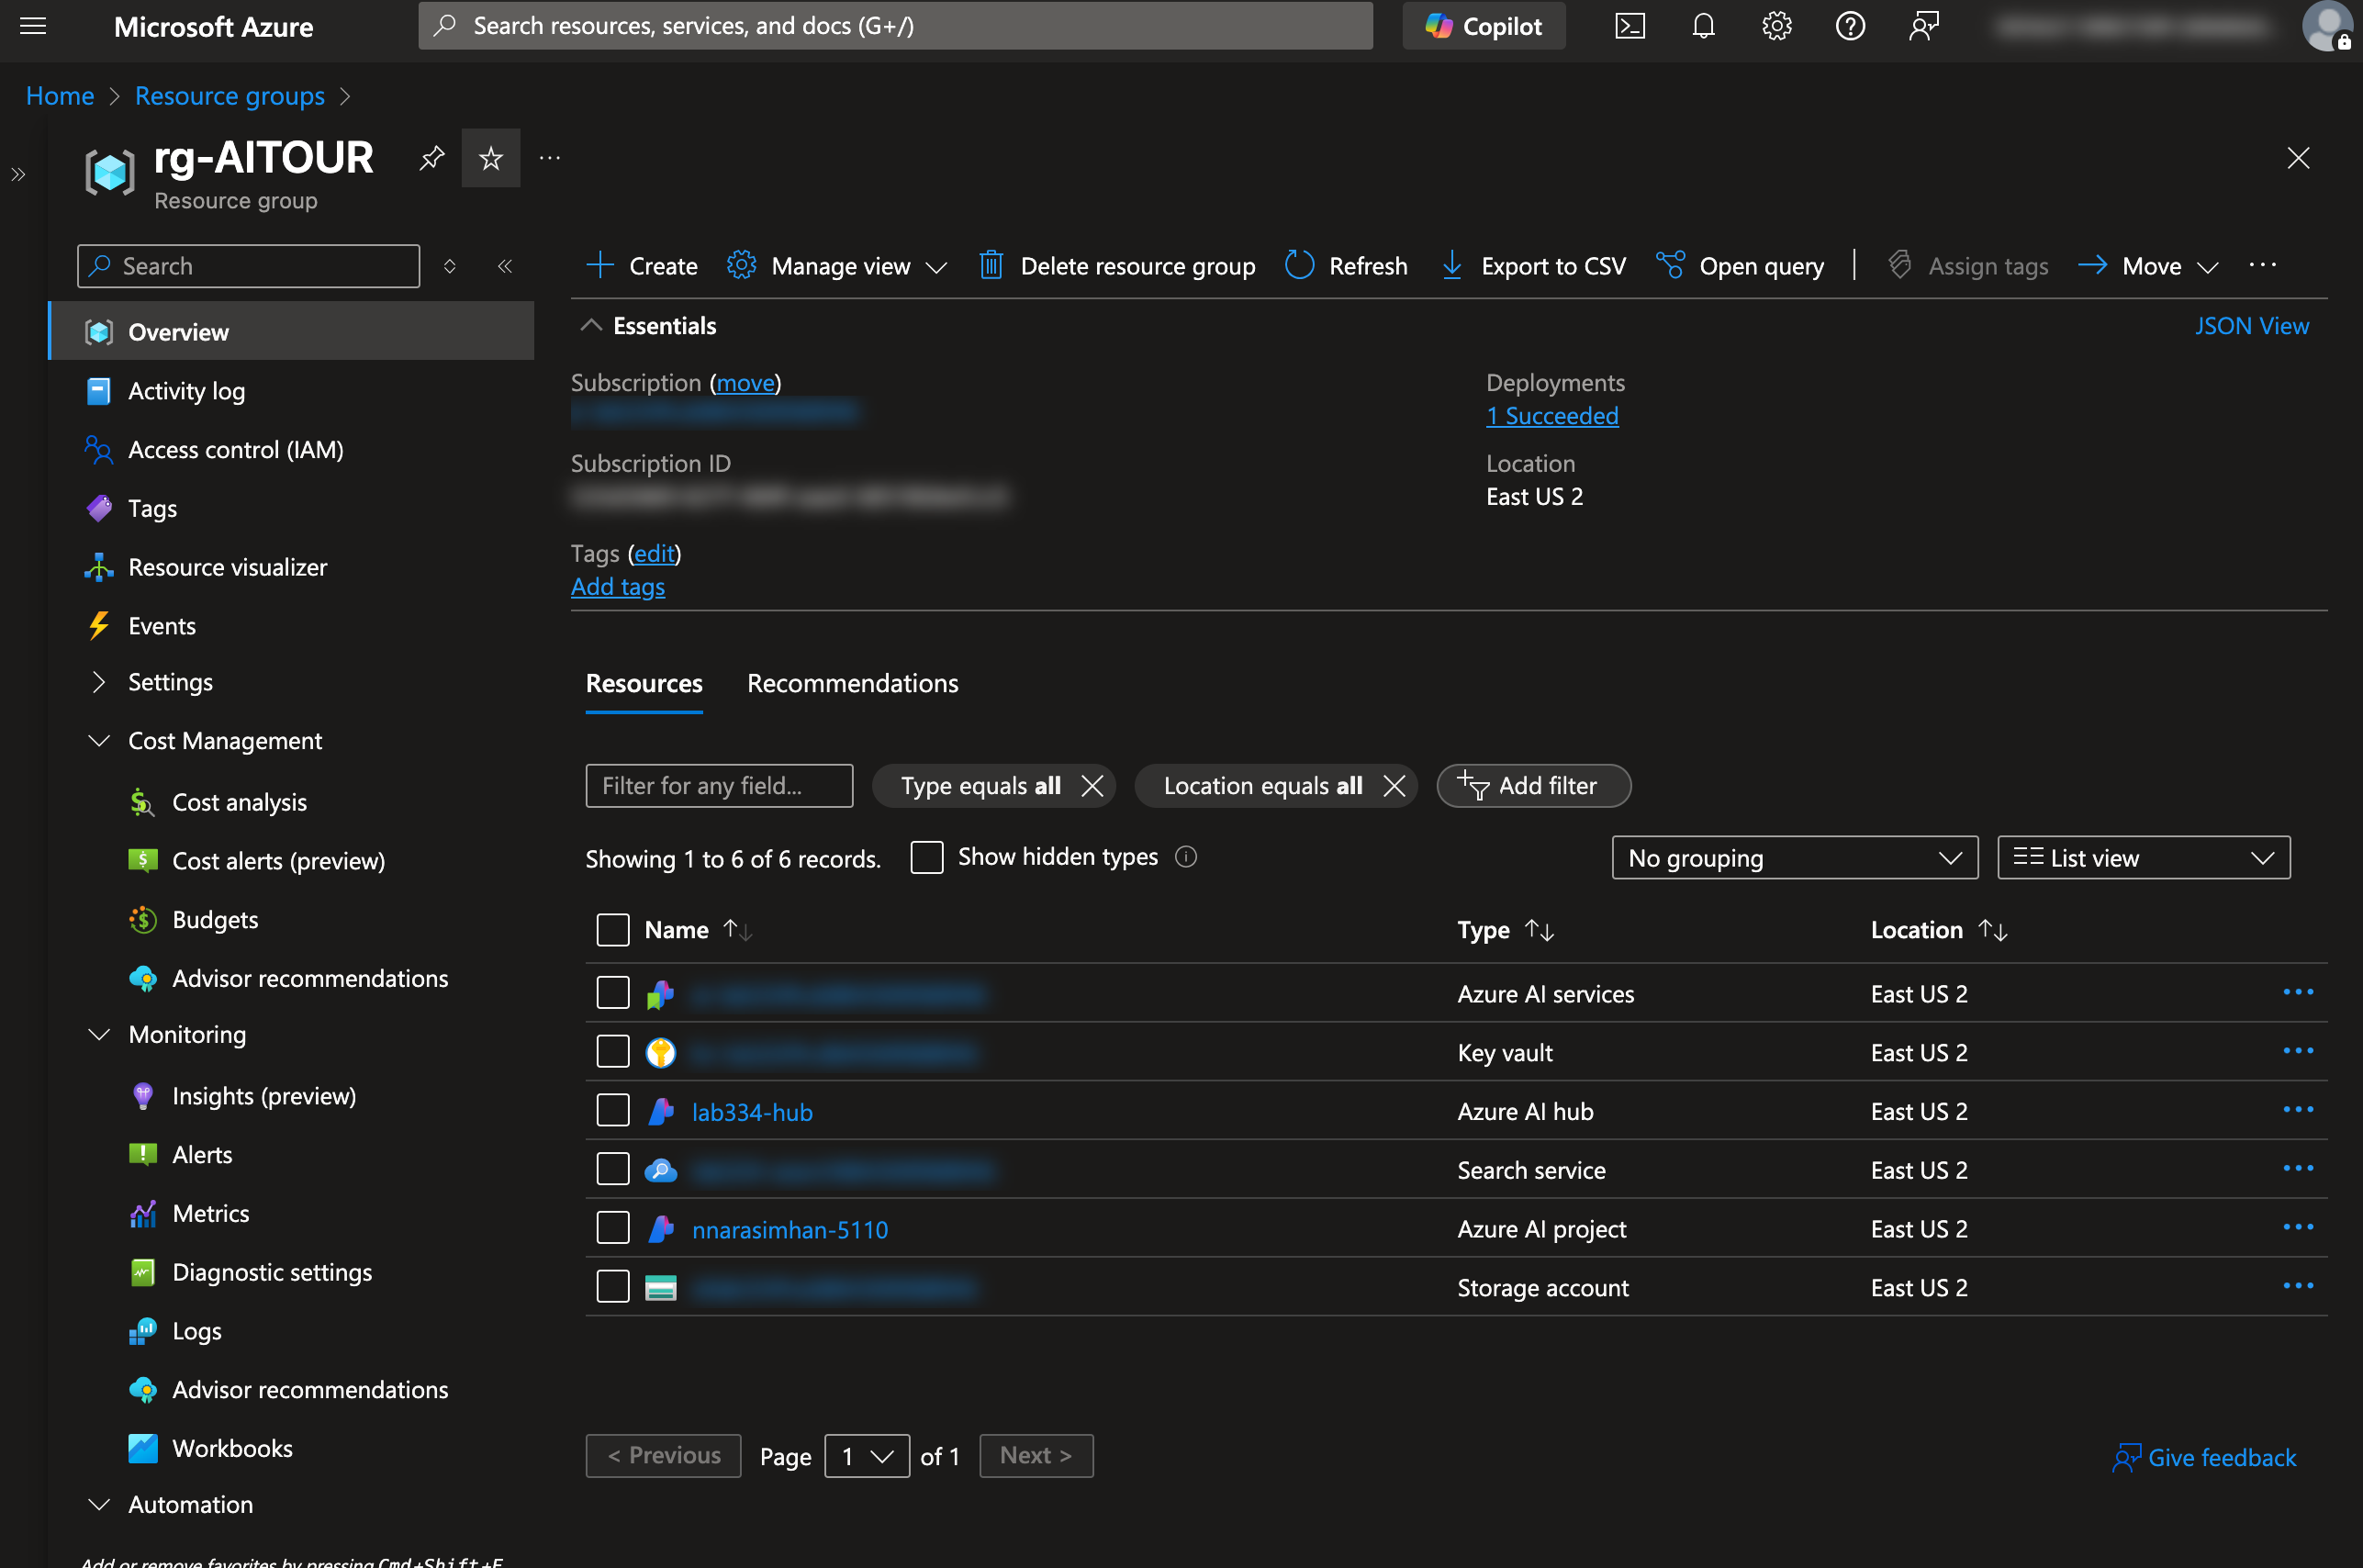 Microsoft Azure
Search resources, services, and docs (G+/)
Copilot
Home > Resource groups >
rg-AITOUR
Resource group
Search
Create
Manage view
Delete resource group
Refresh
Export to CSV
Open query
Assign tags
Move
Overview
Activity log
Access control (IAM)
Tags
Resource visualizer
Events
Settings
Cost Management
Cost analysis
Cost alerts (preview)
Budgets
Advisor recommendations
Monitoring
Insights (preview)
Alerts
Metrics
Diagnostic settings
Logs
Advisor recommendations
Workbooks
Automation
Add or remove favorites by pressing Cmd+Shift+F
Essentials
JSON View
Subscription (move)
Deployments
1 Succeeded
Subscription ID
Location
East US 2
Tags (edit)
Add tags
Resources Recommendations
Filter for any field...
Type equals all
Location equals all
Add filter
Showing 1 to 6 of 6 records.
Show hidden types
No grouping
List view
Name Type Location
Azure AI services East US 2
Key vault East US 2
lab334-hub Azure AI hub East US 2
Search service East US 2
nnarasimhan-5110 Azure AI project East US 2
Storage account East US 2
< Previous Page 1 of 1 Next >
Give feedback